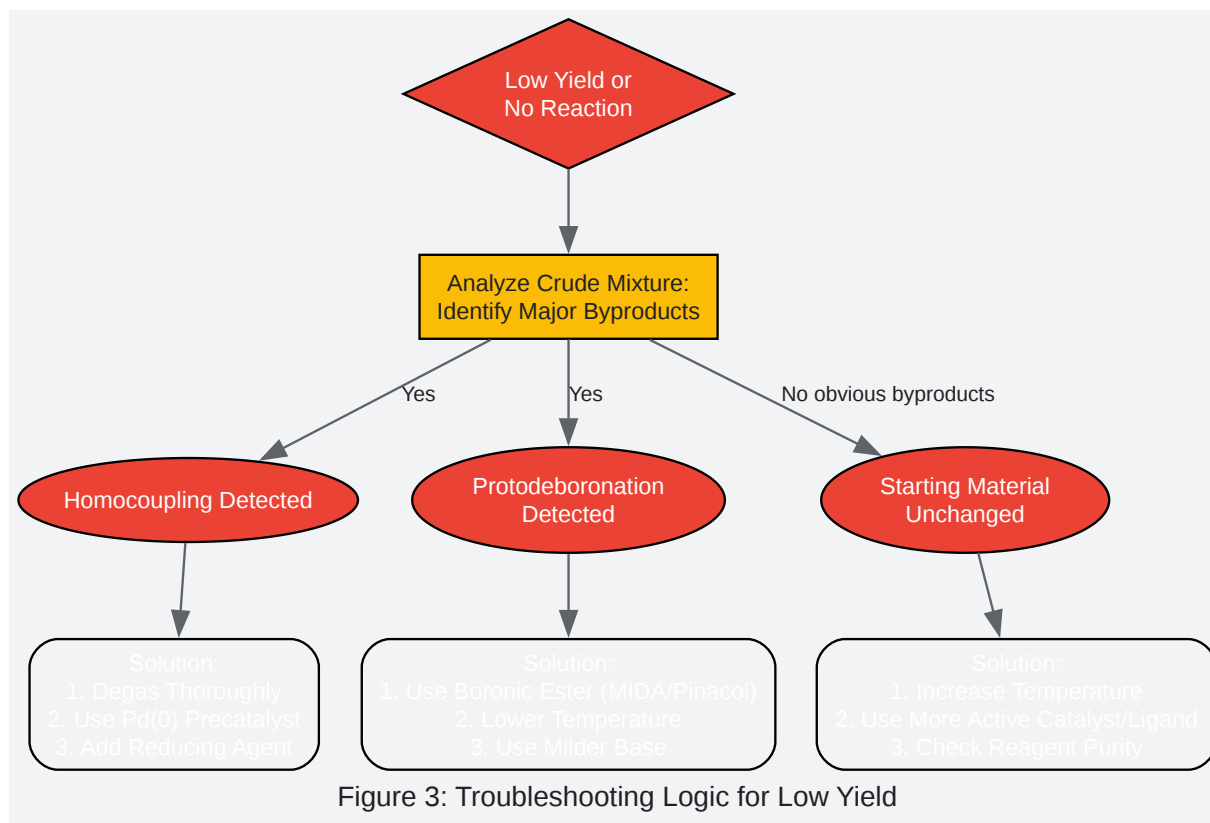 Low Yield or
No Reaction
Analyze Crude Mixture:
Identify Major Byproducts
Yes
Yes
No obvious byproducts
Homocoupling Detected
Protodeboronation
Detected
Starting Material
Unchanged
Solution:
1. Degas Thoroughly
2. Use Pd(0) Precatalyst
3. Add Reducing Agent
Solution:
1. Use Boronic Ester (MIDA/Pinacol)
2. Lower Temperature
3. Use Milder Base
Solution:
1. Increase Temperature
2. Use More Active Catalyst/Ligand
3. Check Reagent Purity
Figure 3: Troubleshooting Logic for Low Yield